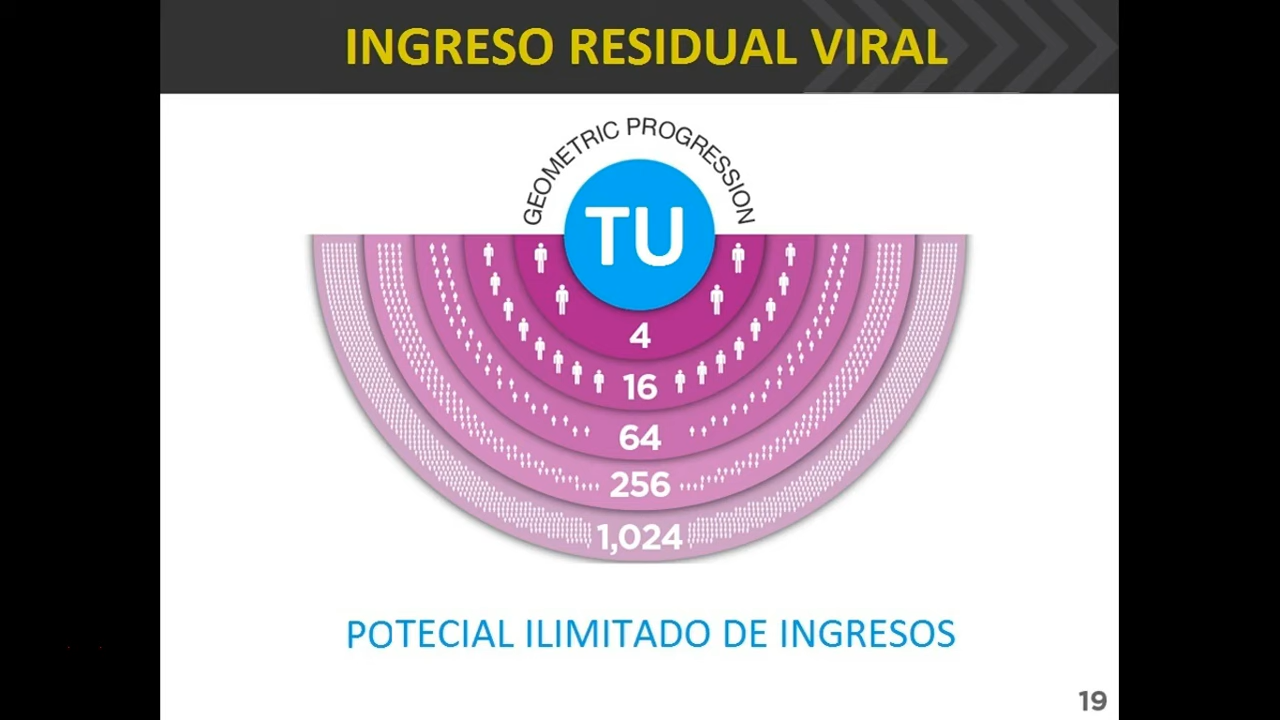 INGRESO RESIDUAL VIRAL
GEOMETRIC PROGRESSION
TU
4
16
64
256
1,024
POTECIAL ILIMITADO DE INGRESOS
19